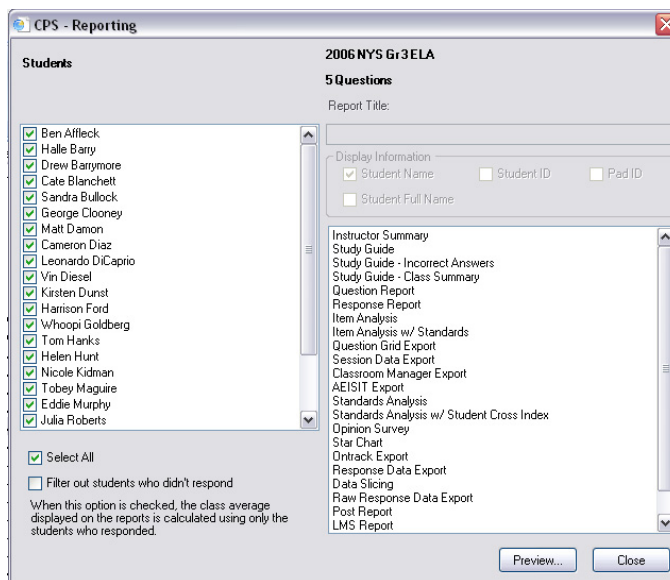 CPS - Reporting
Students
2006 NYS Gr 3 ELA
5 Questions
Report Title:
Display Information
Student Name
Student ID
Pad ID
Student Full Name
Ben Affleck
Halle Barry
Drew Barrymore
Cate Blanchett
Sandra Bullock
George Clooney
Matt Damon
Cameron Diaz
Leonardo DiCaprio
Vin Diesel
Kirsten Dunst
Harrison Ford
Whoopi Goldberg
Tom Hanks
Helen Hunt
Nicole Kidman
Tobey Maguire
Eddie Murphy
Julia Roberts
Instructor Summary
Study Guide
Study Guide - Incorrect Answers
Study Guide - Class Summary
Question Report
Response Report
Item Analysis
Item Analysis w/ Standards
Question Grid Export
Session Data Export
Classroom Manager Export
AEISIT Export
Standards Analysis
Standards Analysis w/ Student Cross Index
Opinion Survey
Star Chart
Ontrack Export
Response Data Export
Data Slicing
Raw Response Data Export
Post Report
LMS Report
Select All
Filter out students who didn't respond
When this option is checked, the class average
displayed on the reports is calculated using only the
students who responded.
Preview...
Close